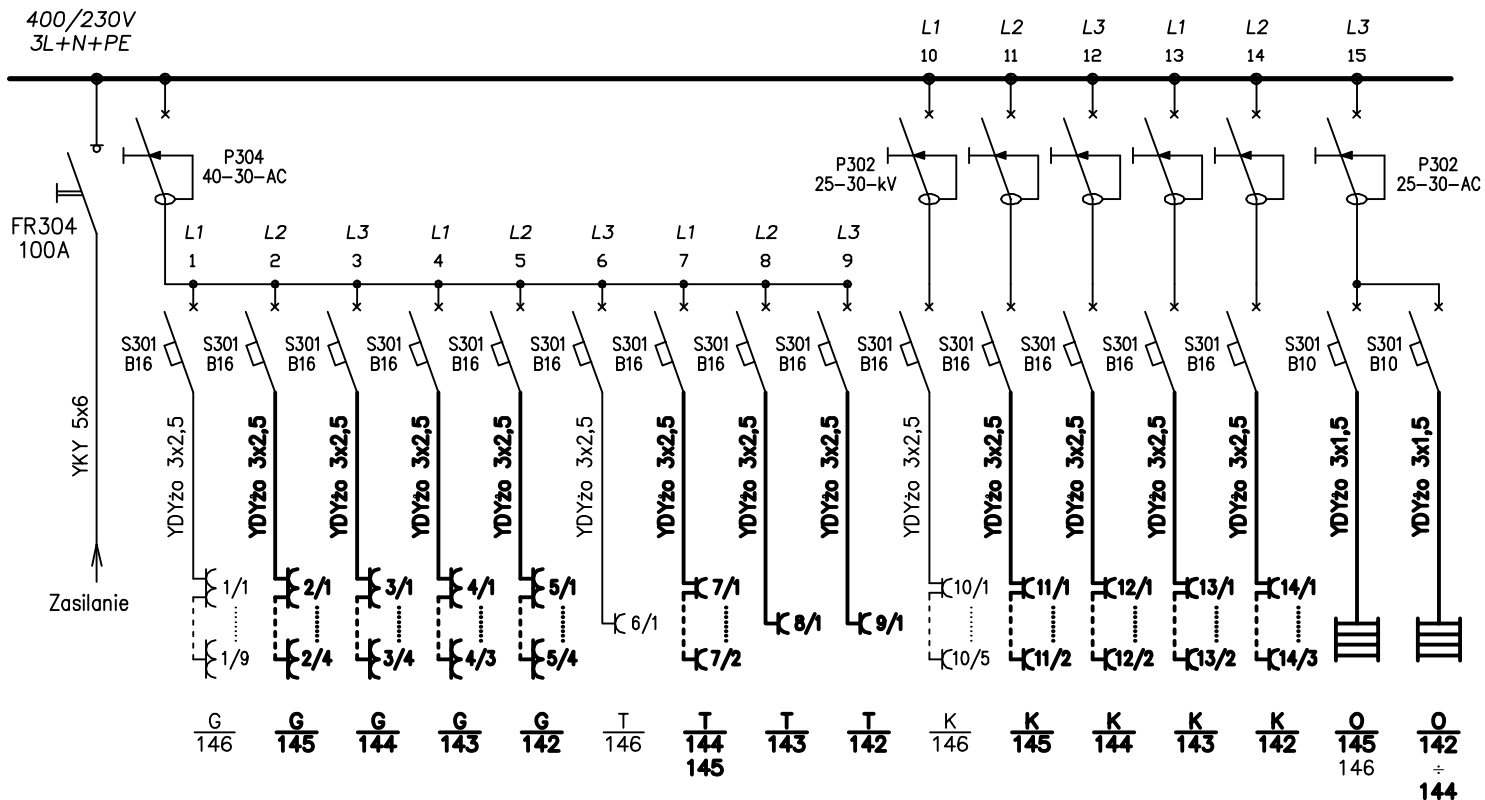 400/230V
3L+N+PE
L1 L2 L3 L1 L2 L3
10 11 12 13 14 15
P304
40-30-AC
P302
25-30-kV
P302
25-30-AC
FR304
100A
L1 L2 L3 L1 L2 L3 L1 L2 L3
1 2 3 4 5 6 7 8 9
S301 S301 S301 S301 S301 S301 S301 S301 S301 S301 S301 S301 S301 S301 S301 S301
B16 B16 B16 B16 B16 B16 B16 B16 B16 B16 B16 B16 B16 B16 B10 B10
YKY 5x6
YDYżo 3x2,5
YDYżo 3x2,5
YDYżo 3x2,5
YDYżo 3x2,5
YDYżo 3x2,5
YDYżo 3x2,5
YDYżo 3x2,5
YDYżo 3x2,5
YDYżo 3x2,5
YDYżo 3x2,5
YDYżo 3x2,5
YDYżo 3x2,5
YDYżo 3x2,5
YDYżo 3x2,5
YDYżo 3x1,5
YDYżo 3x1,5
Zasilanie
1/1 2/1 3/1 4/1 5/1 7/1 10/1 11/1 12/1 13/1 14/1
6/1 8/1 9/1
1/9 2/4 3/4 4/3 5/4 7/2 10/5 11/2 12/2 13/2 14/3
G G G G G T T T T K K K K K O O
146 145 144 143 142 146 144 143 142 146 145 144 143 142 145 142
145 146 ÷
144